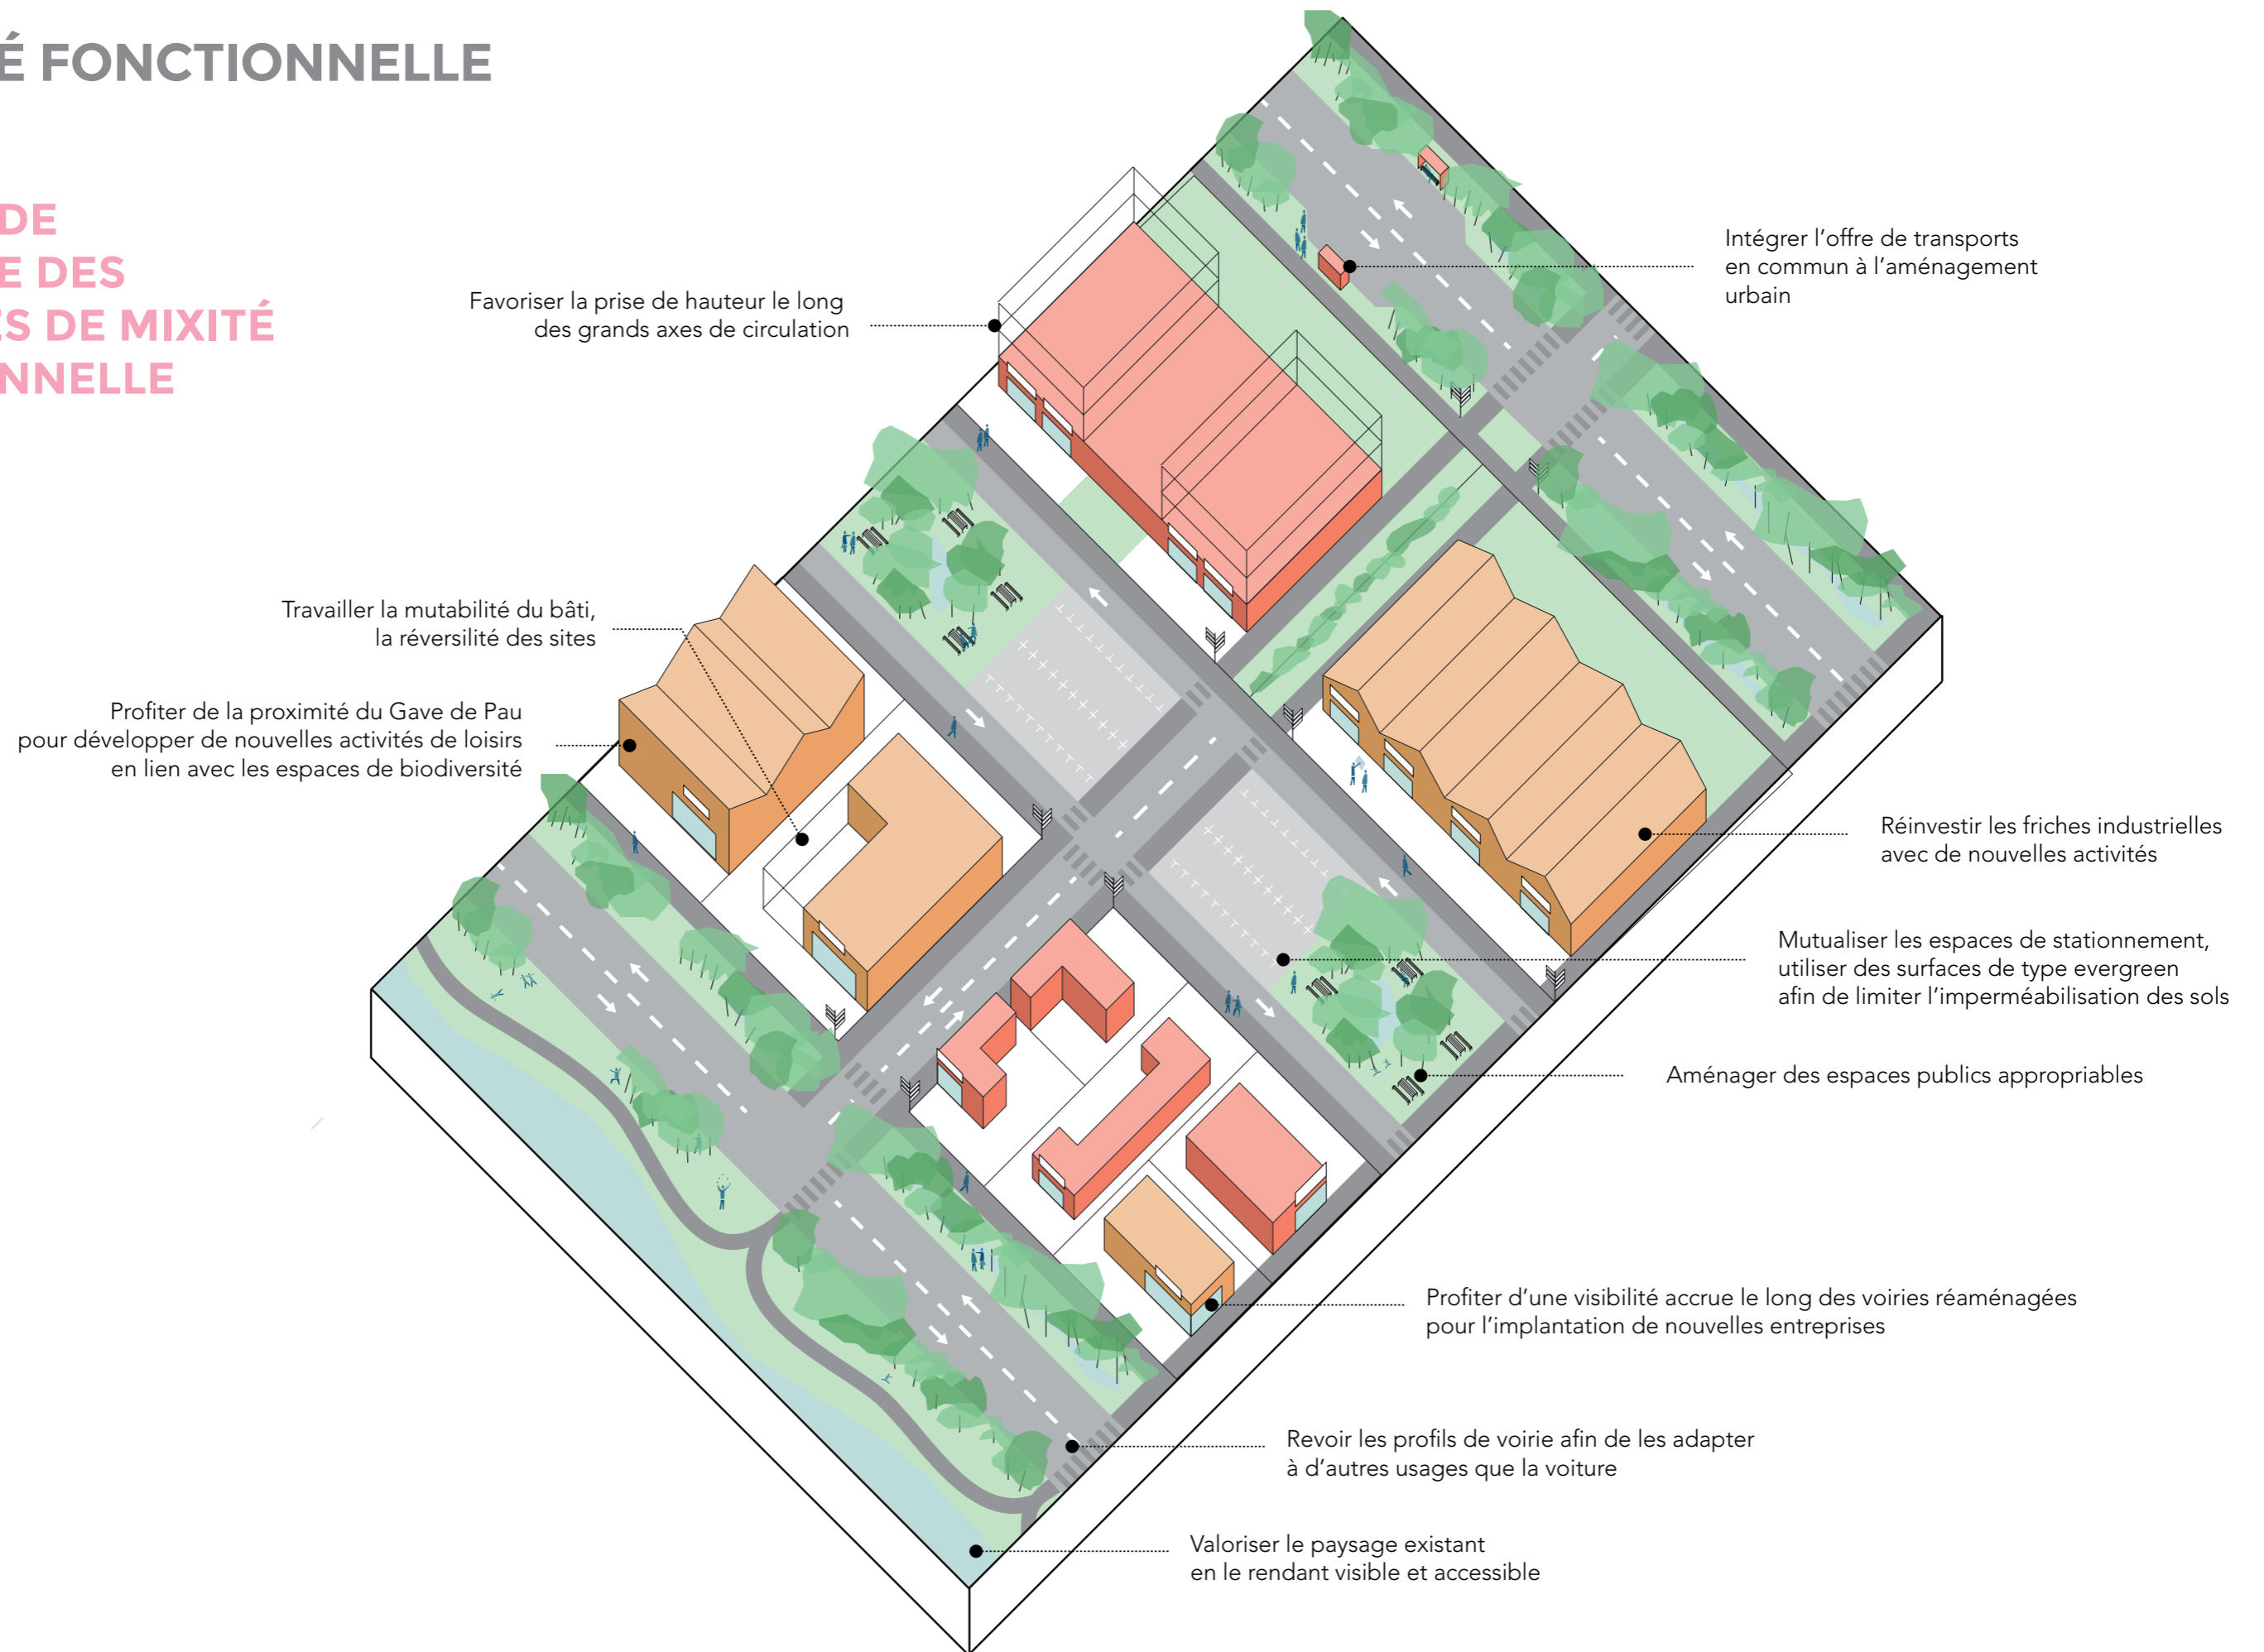 É FONCTIONNELLE
DE
E DES
ES DE MIXITÉ
NNELLE
Intégrer l’offre de transports
en commun à l’aménagement
urbain
Favoriser la prise de hauteur le long
des grands axes de circulation
Travailler la mutabilité du bâti,
la réversilité des sites
Profiter de la proximité du Gave de Pau
pour développer de nouvelles activités de loisirs
en lien avec les espaces de biodiversité
Réinvestir les friches industrielles
avec de nouvelles activités
Mutualiser les espaces de stationnement,
utiliser des surfaces de type evergreen
afin de limiter l’imperméabilisation des sols
Aménager des espaces publics appropriables
Profiter d’une visibilité accrue le long des voiries réaménagées
pour l’implantation de nouvelles entreprises
Revoir les profils de voirie afin de les adapter
à d’autres usages que la voiture
Valoriser le paysage existant
en le rendant visible et accessible